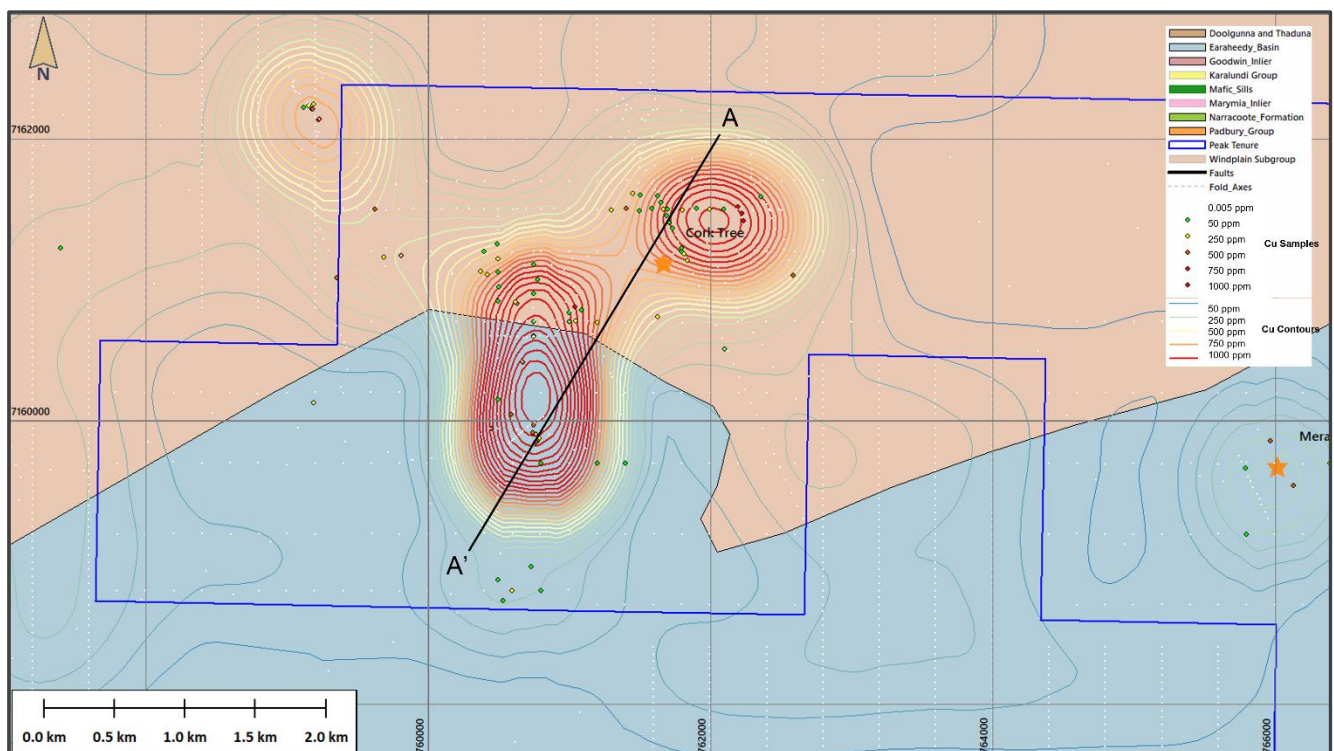 N
7162000
7160000
A
Cork Tree
A'
Mera
Doolgunna and Thaduna
Earaheedy_Basin
Goodwin_Inlier
Karalundi Group
Mafic_Sills
Marymia_Inlier
Narracoote_Formation
Padbury_Group
Peak Tenure
Windplain Subgroup
Faults
Fold_Axes
0.005 ppm
50 ppm
250 ppm
Cu Samples
500 ppm
750 ppm
1000 ppm
50 ppm
250 ppm
500 ppm
Cu Contours
750 ppm
1000 ppm
0.0 km 0.5 km 1.0 km 1.5 km 2.0 km
760000
762000
764000
766000